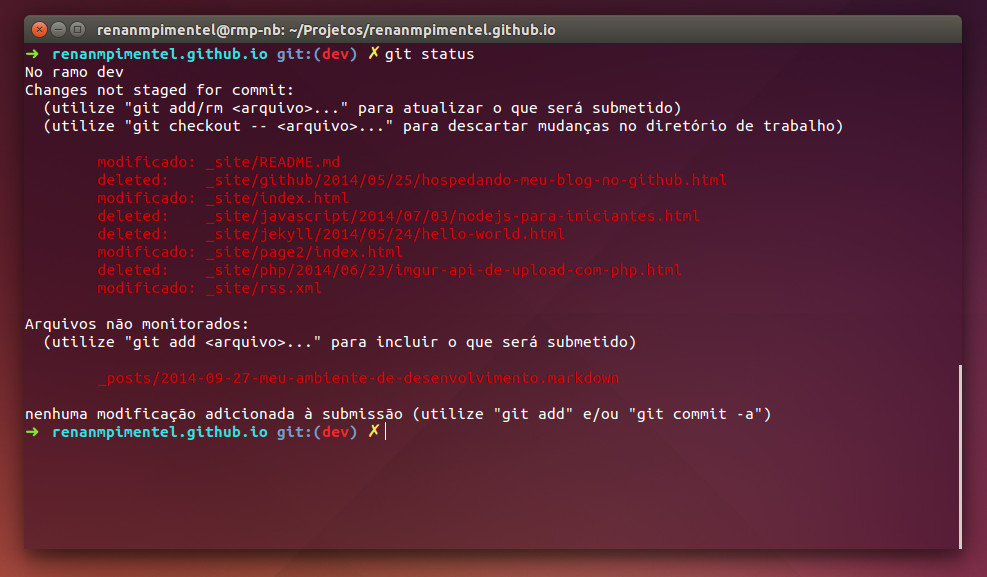 renanmpimentel@rmp-nb: ~/Projetos/renanmpimentel.github.io
➜ renanmpimentel.github.io git:(dev) ✗ git status
No ramo dev
Changes not staged for commit:
(utilize "git add/rm <arquivo>..." para atualizar o que será submetido)
(utilize "git checkout -- <arquivo>..." para descartar mudanças no diretório de trabalho)
modificado: _site/README.md
deleted: _site/github/2014/05/25/hospedando-meu-blog-no-github.html
modificado: _site/index.html
deleted: _site/javascript/2014/07/03/nodejs-para-iniciantes.html
deleted: _site/jekyll/2014/05/24/hello-world.html
modificado: _site/page2/index.html
deleted: _site/php/2014/06/23/imgur-api-de-upload-com-php.html
modificado: _site/rss.xml
Arquivos não monitorados:
(utilize "git add <arquivo>..." para incluir o que será submetido)
_posts/2014-09-27-meu-ambiente-de-desenvolvimento.markdown
nenhuma modificação adicionada à submissão (utilize "git add" e/ou "git commit -a")
➜ renanmpimentel.github.io git:(dev) ✗